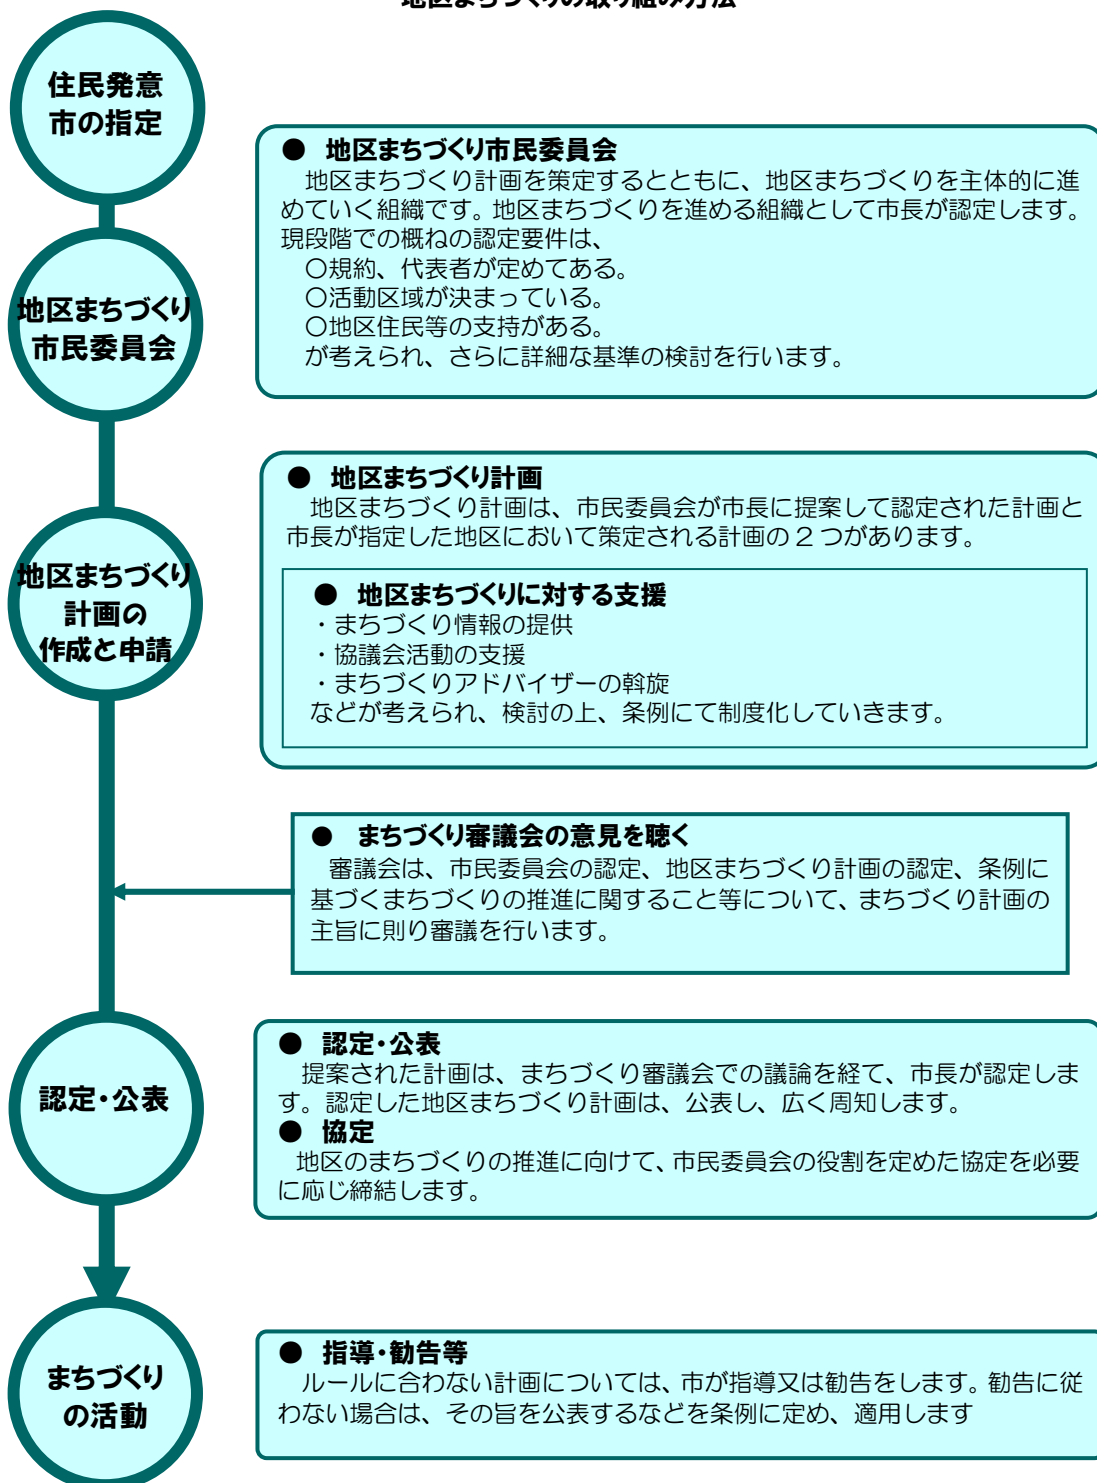 地区まちづくりの取り組み方法
住民発意
市の指定
● 地区まちづくり市民委員会
地区まちづくり計画を策定するとともに、地区まちづくりを主体的に進
めていく組織です。地区まちづくりを進める組織として市長が認定します。
現段階での概ねの認定要件は、
○規約、代表者が定めてある。
○活動区域が決まっている。
○地区住民等の支持がある。
が考えられ、さらに詳細な基準の検討を行います。
地区まちづくり
市民委員会
● 地区まちづくり計画
地区まちづくり計画は、市民委員会が市長に提案して認定された計画と
市長が指定した地区において策定される計画の２つがあります。
● 地区まちづくりに対する支援
・まちづくり情報の提供
・協議会活動の支援
・まちづくりアドバイザーの斡旋
などが考えられ、検討の上、条例にて制度化していきます。
地区まちづくり
計画の
作成と申請
● まちづくり審議会の意見を聴く
審議会は、市民委員会の認定、地区まちづくり計画の認定、条例に
基づくまちづくりの推進に関すること等について、まちづくり計画の
主旨に則り審議を行います。
認定・公表
● 認定・公表
提案された計画は、まちづくり審議会での議論を経て、市長が認定しま
す。認定した地区まちづくり計画は、公表し、広く周知します。
● 協定
地区のまちづくりの推進に向けて、市民委員会の役割を定めた協定を必要
に応じ締結します。
まちづくり
の活動
● 指導・勧告等
ルールに合わない計画については、市が指導又は勧告をします。勧告に従
わない場合は、その旨を公表するなどを条例に定め、適用します